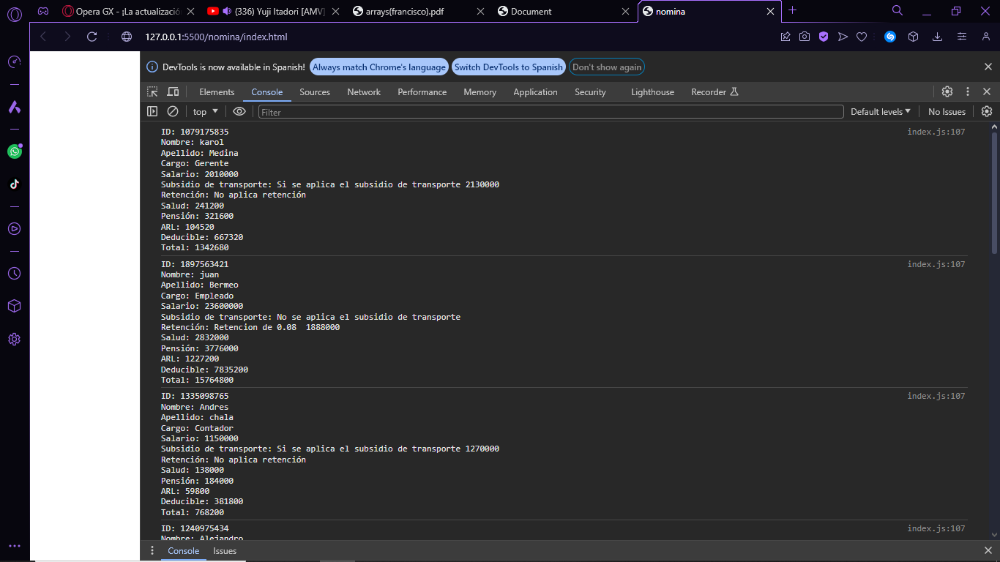 Opera GX - ¡La actualizació
(336) Yuji Itadori [AMV]
arrays(francisco).pdf
Document
nomina
127.0.0.1:5500/nomina/index.html
DevTools is now available in Spanish!
Always match Chrome's language
Switch DevTools to Spanish
Don't show again
Elements
Console
Sources
Network
Performance
Memory
Application
Security
Lighthouse
Recorder
top
Filter
Default levels
No Issues
ID: 1079175835
index.js:107
Nombre: karol
Apellido: Medina
Cargo: Gerente
Salario: 2010000
Subsidio de transporte: Si se aplica el subsidio de transporte 2130000
Retención: No aplica retención
Salud: 241200
Pensión: 321600
ARL: 104520
Deducible: 667320
Total: 1342680
ID: 1897563421
index.js:107
Nombre: juan
Apellido: Bermeo
Cargo: Empleado
Salario: 23600000
Subsidio de transporte: No se aplica el subsidio de transporte
Retención: Retencion de 0.08  1888000
Salud: 2832000
Pensión: 3776000
ARL: 1227200
Deducible: 7835200
Total: 15764800
ID: 1335098765
index.js:107
Nombre: Andres
Apellido: chala
Cargo: Contador
Salario: 1150000
Subsidio de transporte: Si se aplica el subsidio de transporte 1270000
Retención: No aplica retención
Salud: 138000
Pensión: 184000
ARL: 59800
Deducible: 381800
Total: 768200
ID: 1240975434
index.js:107
Nombre: Alejandro
Console
Issues